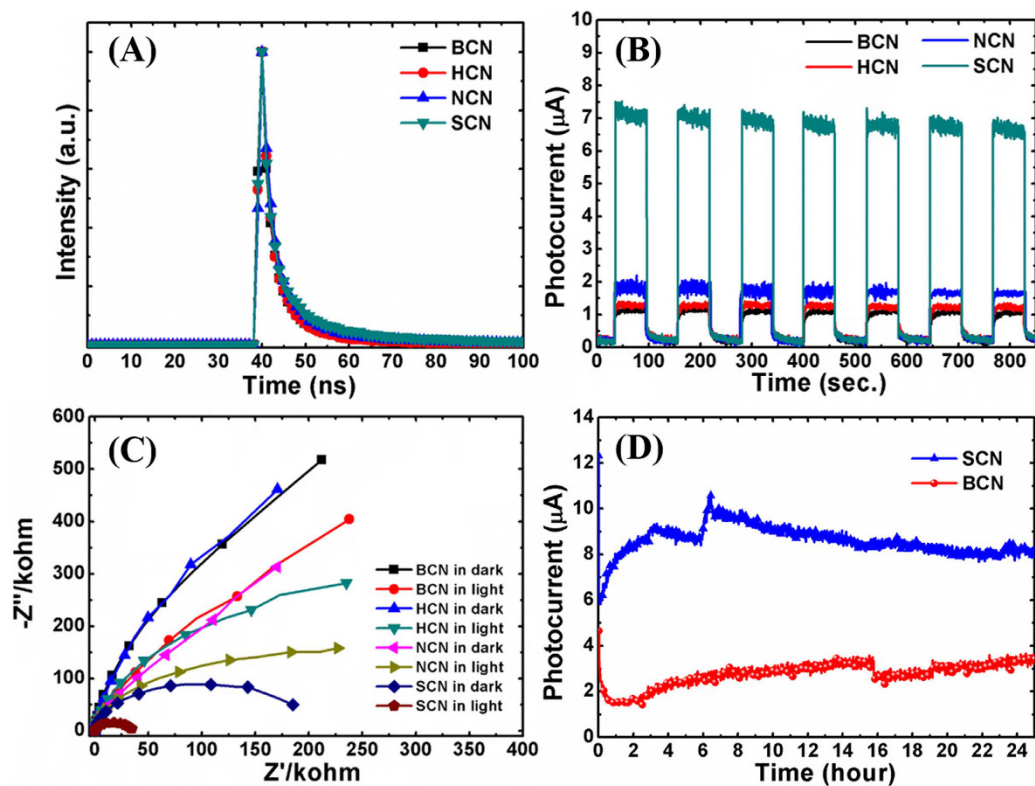 (A)
BCN
HCN
NCN
SCN
Intensity (a.u.)
0 10 20 30 40 50 60 70 80 90 100
Time (ns)
(B)
BCN NCN
HCN SCN
Photocurrent (μA)
10
9
8
7
6
5
4
3
2
1
0
0 100 200 300 400 500 600 700 800
Time (sec.)
(C)
600
500
400
300
200
100
0
-Z''/kohm
BCN in dark
BCN in light
HCN in dark
HCN in light
NCN in dark
NCN in light
SCN in dark
SCN in light
0 50 100 150 200 250 300 350 400
Z'/kohm
(D)
SCN
BCN
Photocurrent (μA)
14
12
10
8
6
4
2
0
0 2 4 6 8 10 12 14 16 18 20 22 24
Time (hour)